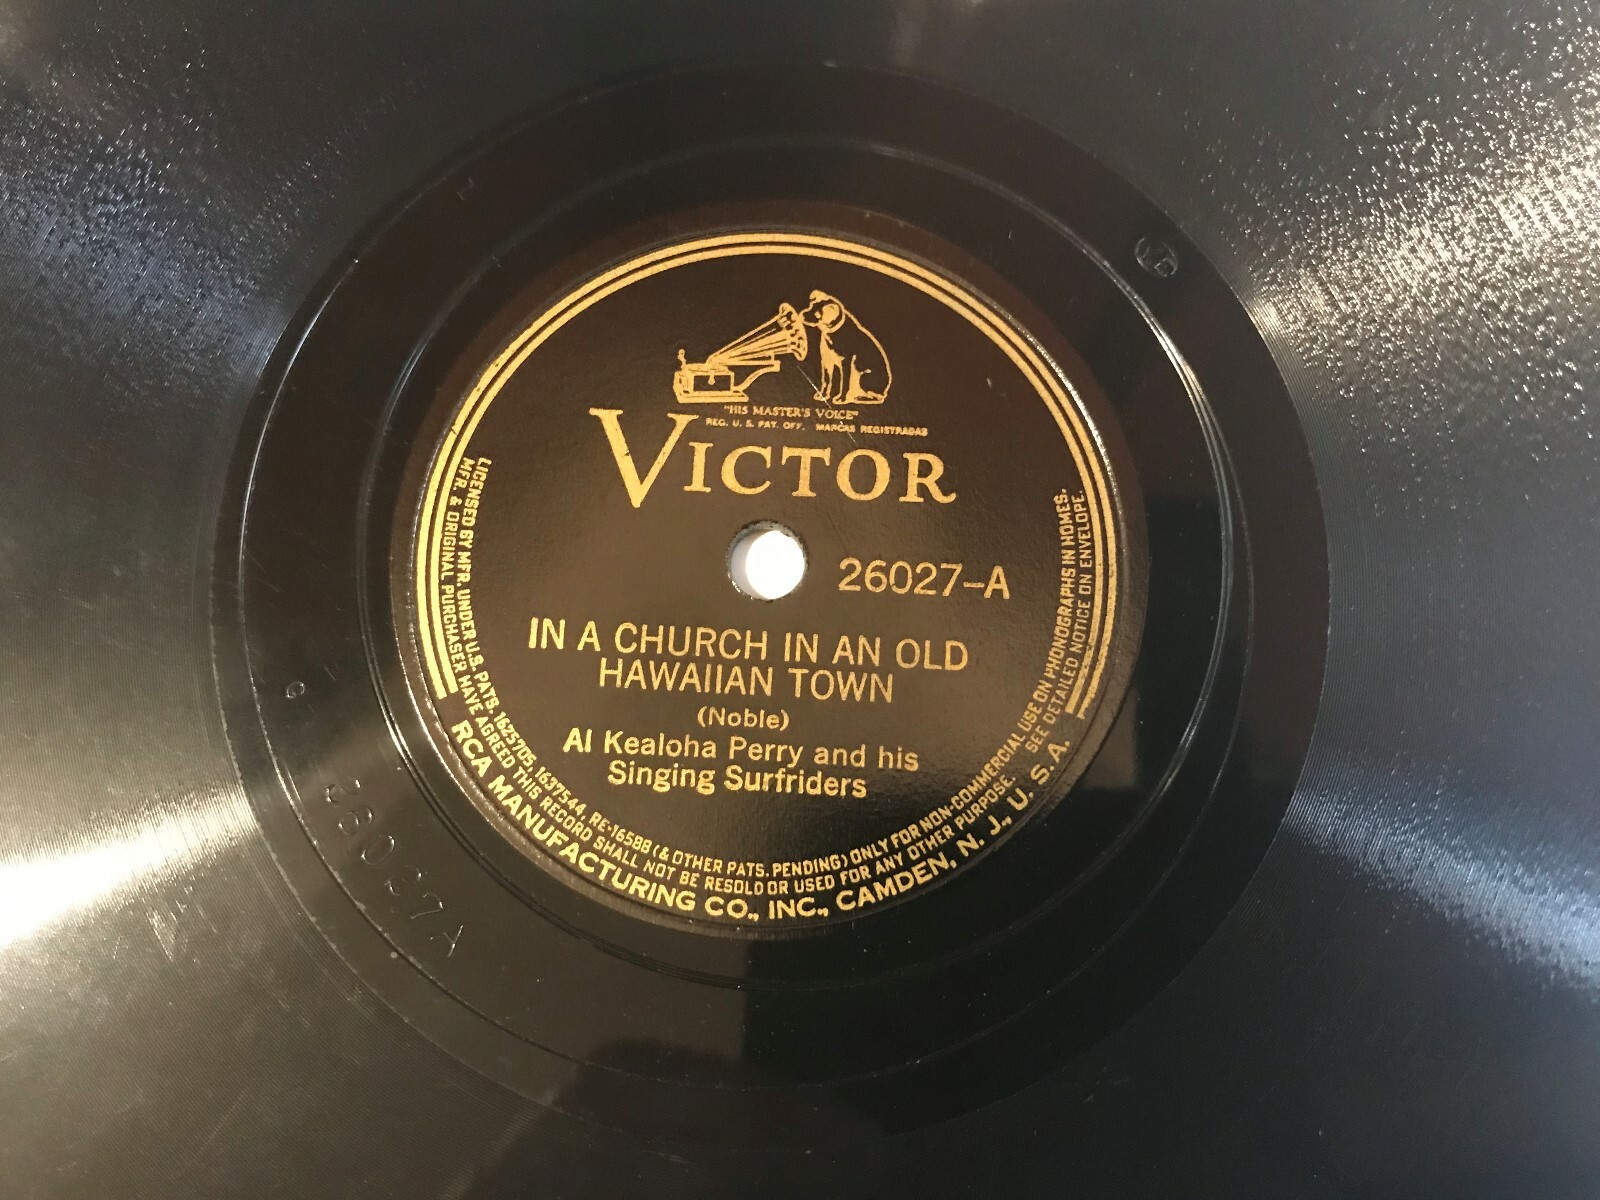 "HIS MASTER'S VOICE"
REG. U. S. PAT. OFF. MARCAS REGISTRADAS
VICTOR
26027–A
IN A CHURCH IN AN OLD
HAWAIIAN TOWN
(Noble)
Al Kealoha Perry and his
Singing Surfriders
LICENSED BY MFR. UNDER U.S. PATS. 1625705, 1637544, RE-16588 (& OTHER PATS. PENDING) ONLY FOR NON-COMMERCIAL USE ON PHONOGRAPHS IN HOMES.
MFR. & ORIGINAL PURCHASER HAVE AGREED THIS RECORD SHALL NOT BE RESOLD OR USED FOR ANY OTHER PURPOSE. SEE DETAILED NOTICE ON ENVELOPE.
RCA MANUFACTURING CO., INC., CAMDEN, N. J., U. S. A.